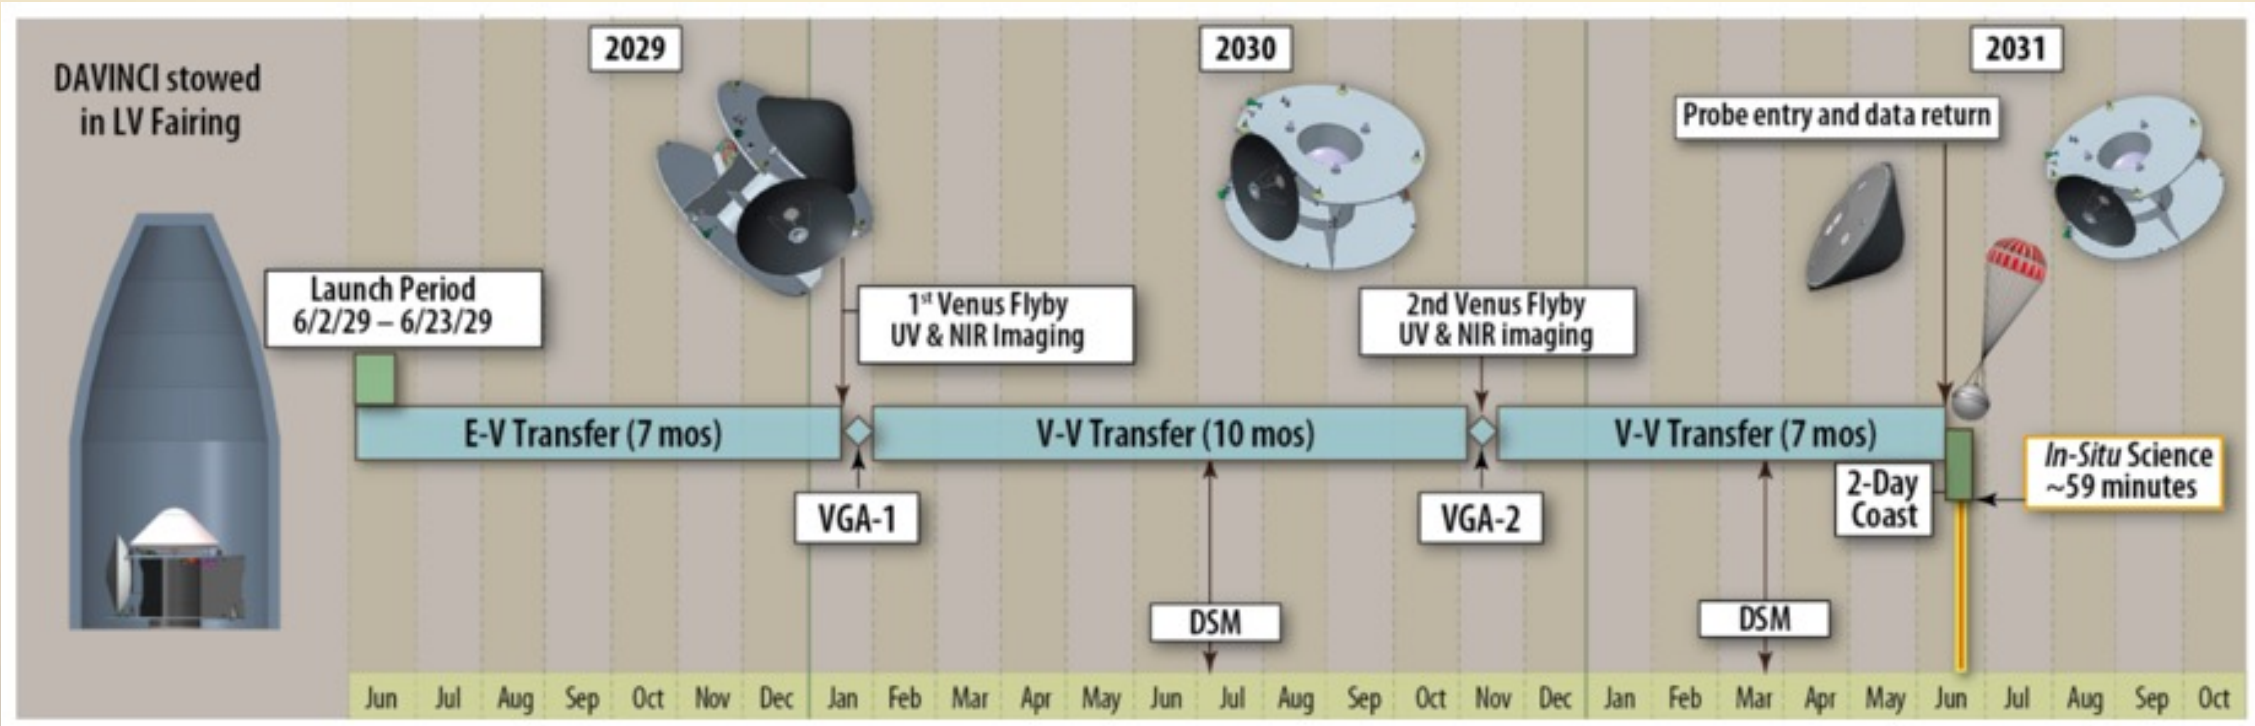 DAVINCI stowed
in LV Fairing
2029
2030
2031
Probe entry and data return
Launch Period
6/2/29 – 6/23/29
1st Venus Flyby
UV & NIR Imaging
2nd Venus Flyby
UV & NIR imaging
E-V Transfer (7 mos)
V-V Transfer (10 mos)
V-V Transfer (7 mos)
VGA-1
VGA-2
2-Day
Coast
In-Situ Science
~59 minutes
DSM
DSM
Jun Jul Aug Sep Oct Nov Dec Jan Feb Mar Apr May Jun Jul Aug Sep Oct Nov Dec Jan Feb Mar Apr May Jun Jul Aug Sep Oct